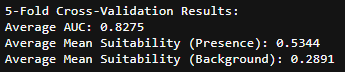 5-Fold Cross-Validation Results:
Average AUC: 0.8275
Average Mean Suitability (Presence): 0.5344
Average Mean Suitability (Background): 0.2891